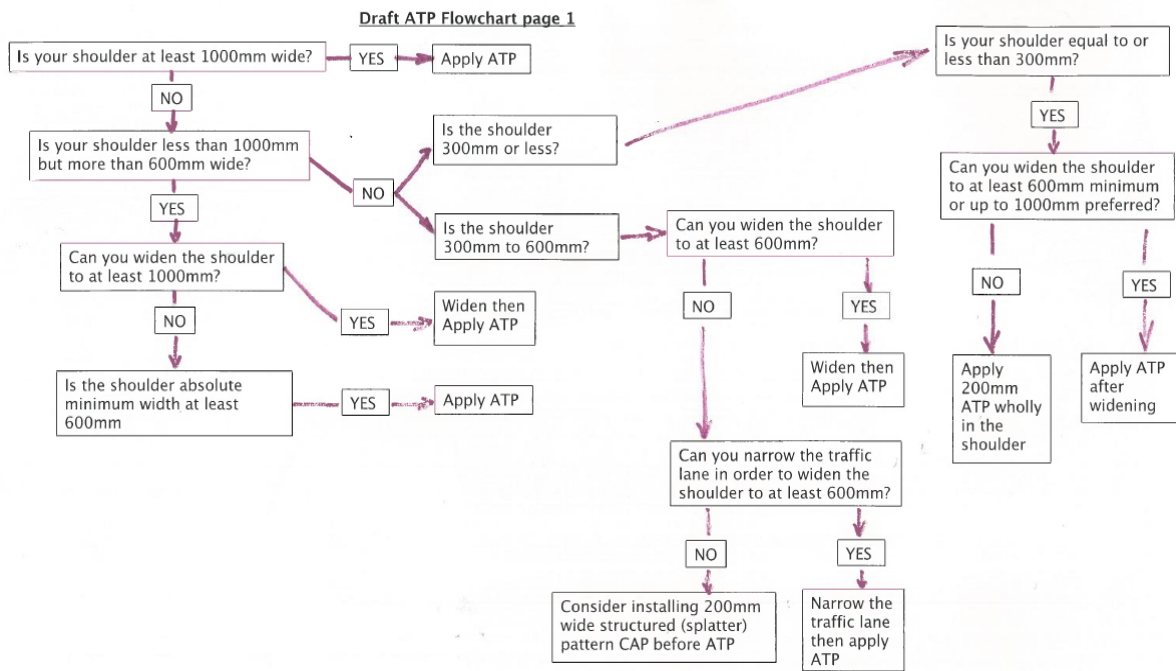 Draft ATP Flowchart page 1
Is your shoulder at least 1000mm wide?
YES
Apply ATP
NO
Is your shoulder less than 1000mm
but more than 600mm wide?
NO
Is the shoulder
300mm or less?
Is your shoulder equal to or
less than 300mm?
YES
Can you widen the shoulder
to at least 600mm minimum
or up to 1000mm preferred?
NO
Apply
200mm
ATP wholly
in the
shoulder
YES
Apply ATP
after
widening
Is the shoulder
300mm to 600mm?
Can you widen the shoulder
to at least 600mm?
NO
YES
Widen then
Apply ATP
Can you narrow the traffic
lane in order to widen the
shoulder to at least 600mm?
NO
Consider installing 200mm
wide structured (splatter)
pattern CAP before ATP
YES
Narrow the
traffic lane
then apply
ATP
YES
Can you widen the shoulder
to at least 1000mm?
YES
Widen then
Apply ATP
NO
Is the shoulder absolute
minimum width at least
600mm
YES
Apply ATP